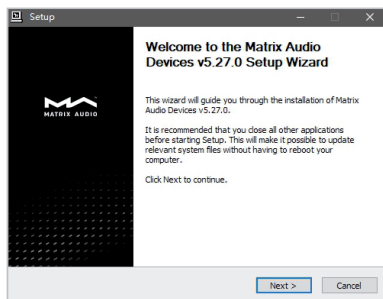 Setup
Welcome to the Matrix Audio
Devices v5.27.0 Setup Wizard
MATRIX AUDIO
This wizard will guide you through the installation of Matrix
Audio Devices v5.27.0.
It is recommended that you close all other applications
before starting Setup. This will make it possible to update
relevant system files without having to reboot your
computer.
Click Next to continue.
Next >
Cancel